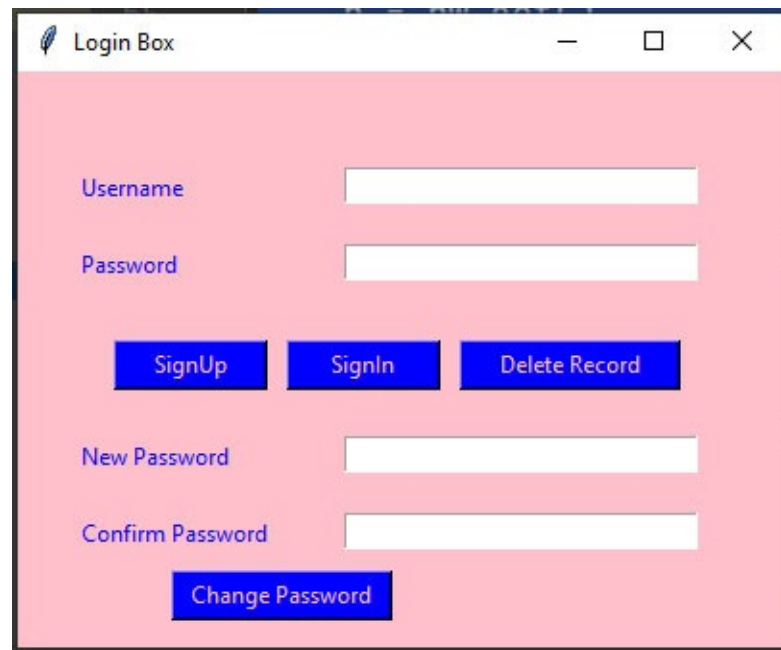 Login Box
Username
Password
SignUp SignIn Delete Record
New Password
Confirm Password
Change Password